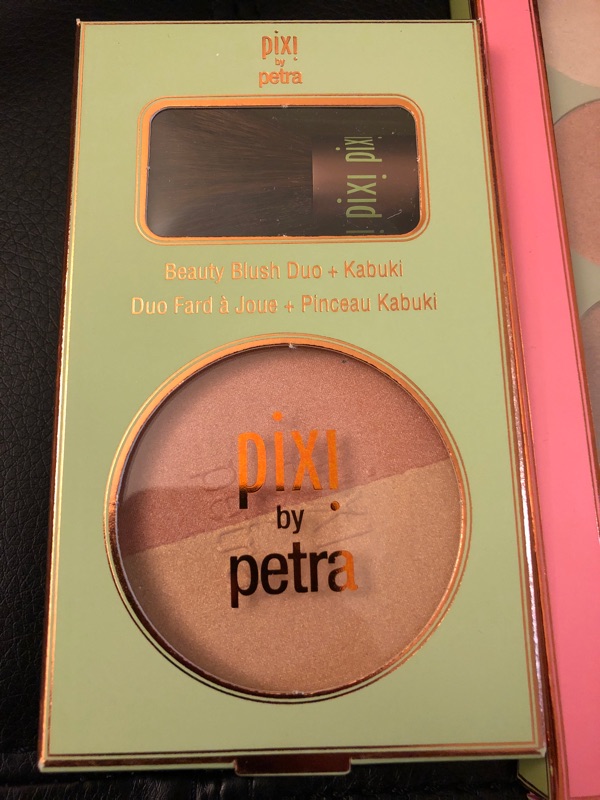 pixi
by
petra
pixi pixi
Beauty Blush Duo + Kabuki
Duo Fard à Joue + Pinceau Kabuki
pixi
by
petra